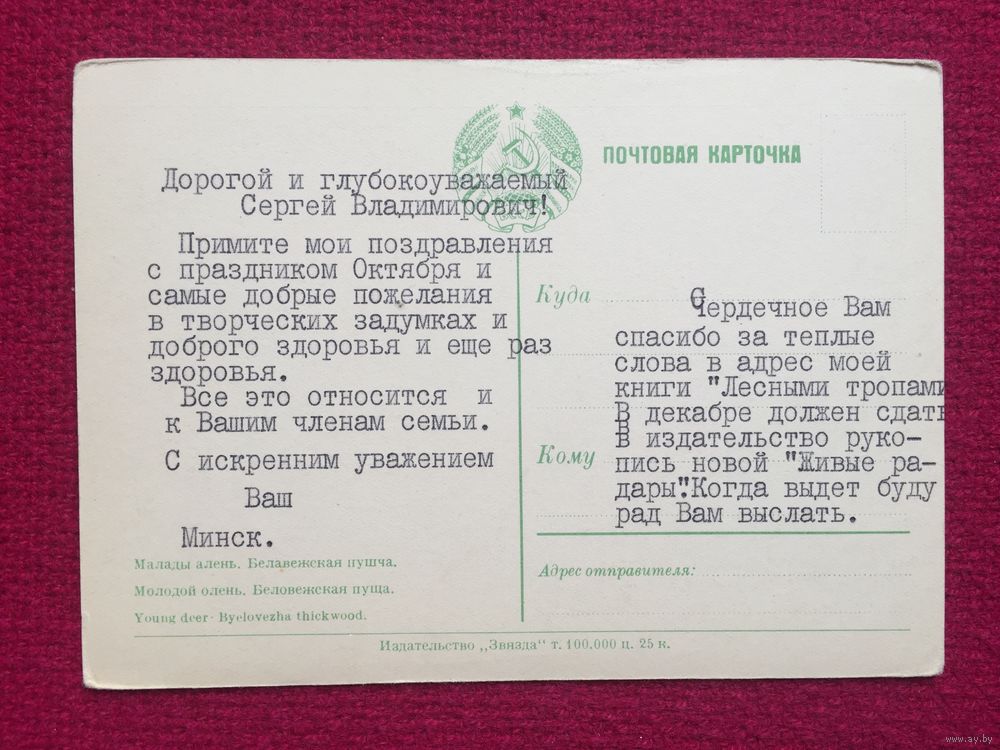 ПОЧТОВАЯ КАРТОЧКА
Дорогой и глубокоуважаемый
Сергей Владимирович!
Примите мои поздравления
с праздником Октября и
самые добрые пожелания
в творческих задумках и
доброго здоровья и еще раз
здоровья.
Все это относится и
к Вашим членам семьи.
С искренним уважением
Ваш
Минск.
Малады алень. Белавежская пушча.
Молодой олень. Беловежская пуща.
Young deer. Byelovezha thickwood.
Куда
Сердечное Вам
спасибо за теплые
слова в адрес моей
книги "Лесными тропами
В декабре должен сдать
в издательство руко-
пись новой "Живые ра-
дары".Когда выдет буду
рад Вам выслать.
Кому
Адрес отправителя:
Издательство „Звязда“ т. 100.000 ц. 25 к.
www.ay.by